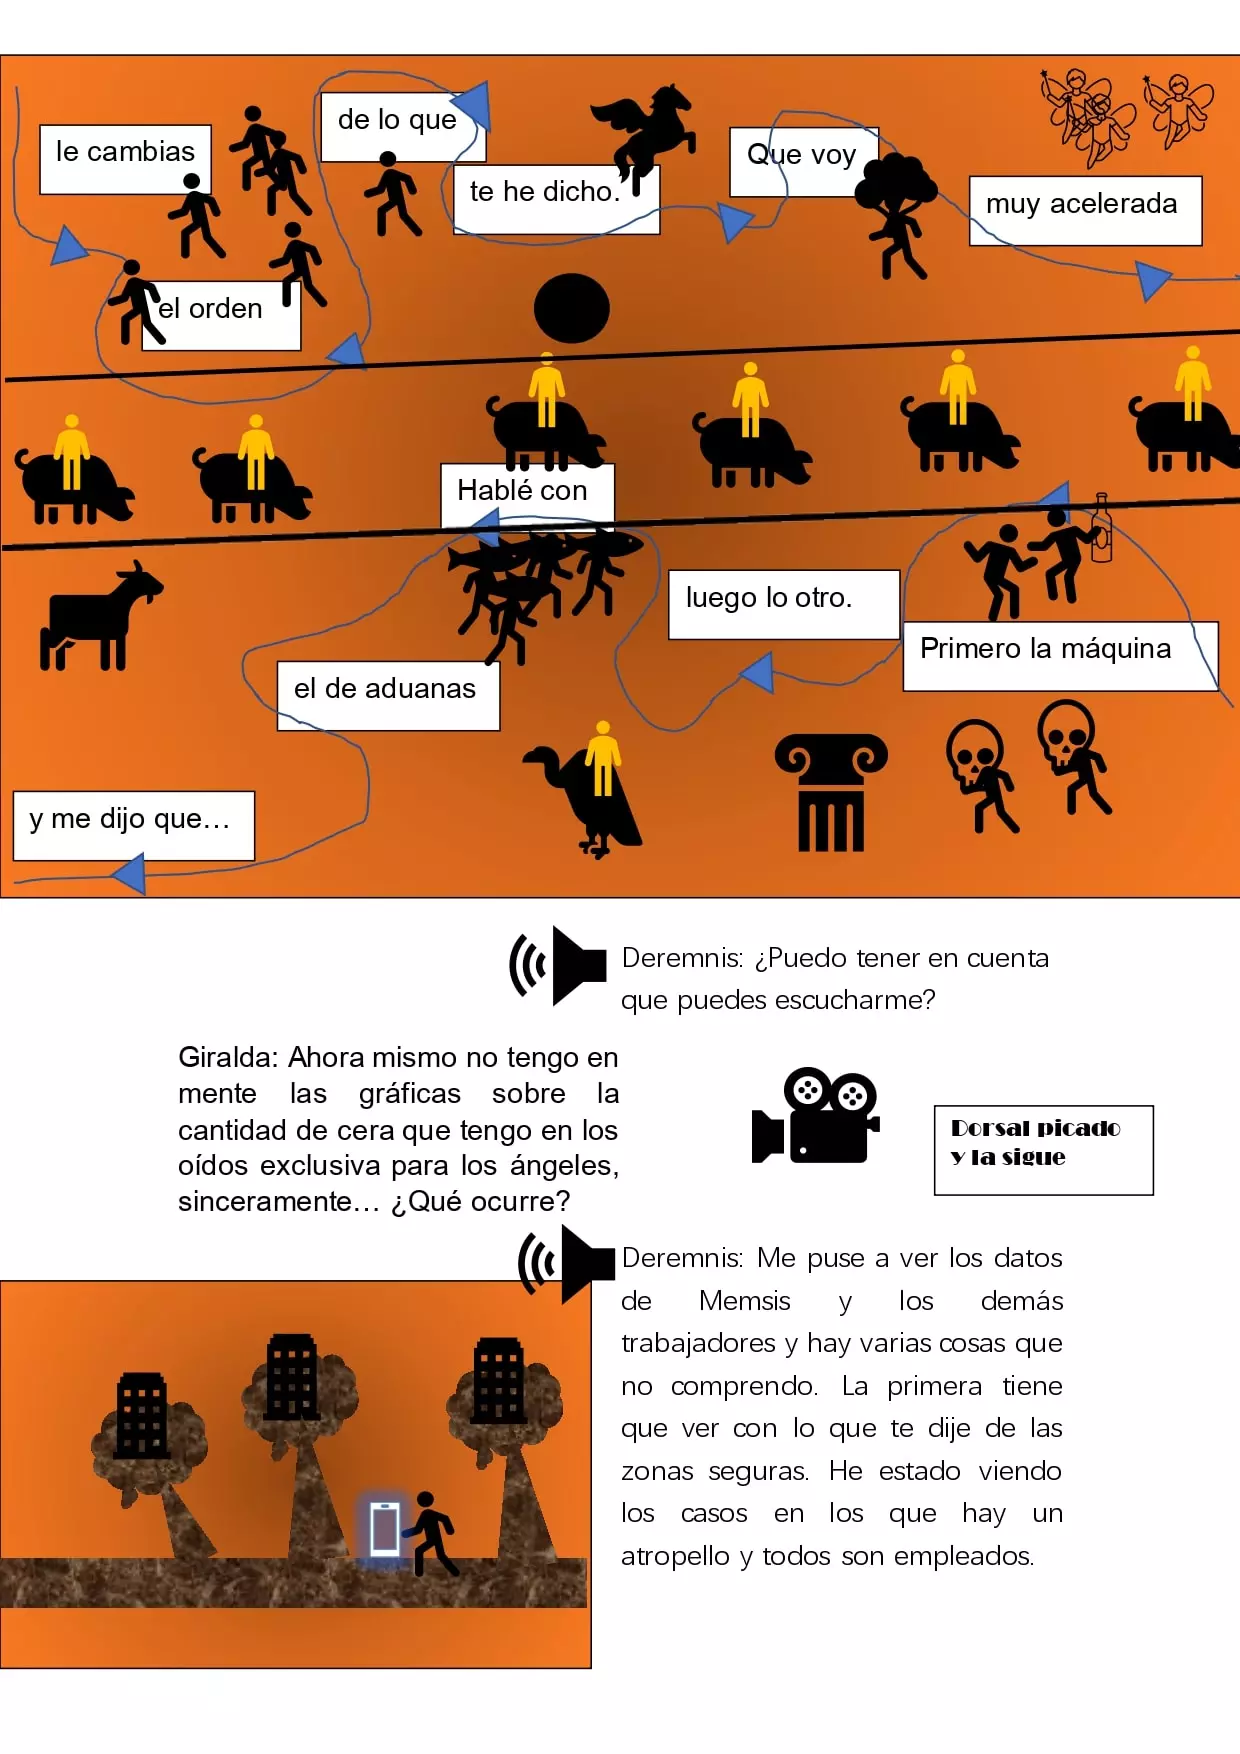 le cambias
el orden
de lo que
te he dicho.
Que voy
muy acelerada
Primero la máquina
luego lo otro.
Hablé con
el de aduanas
y me dijo que…
Deremnis: ¿Puedo tener en cuenta
que puedes escucharme?
Giralda: Ahora mismo no tengo en
mente las gráficas sobre la
cantidad de cera que tengo en los
oídos exclusiva para los ángeles,
sinceramente… ¿Qué ocurre?
Dorsal picado
y la sigue
Deremnis: Me puse a ver los datos
de Memsis y los demás
trabajadores y hay varias cosas que
no comprendo. La primera tiene
que ver con lo que te dije de las
zonas seguras. He estado viendo
los casos en los que hay un
atropello y todos son empleados.